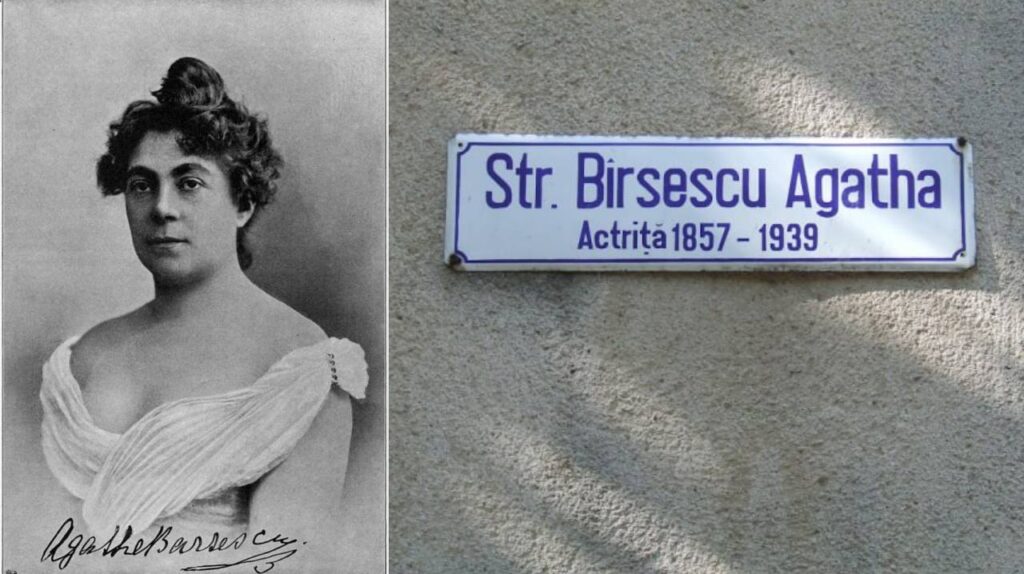 Agathe Barsescu.
Str. Bîrsescu Agatha
Actriță 1857 – 1939